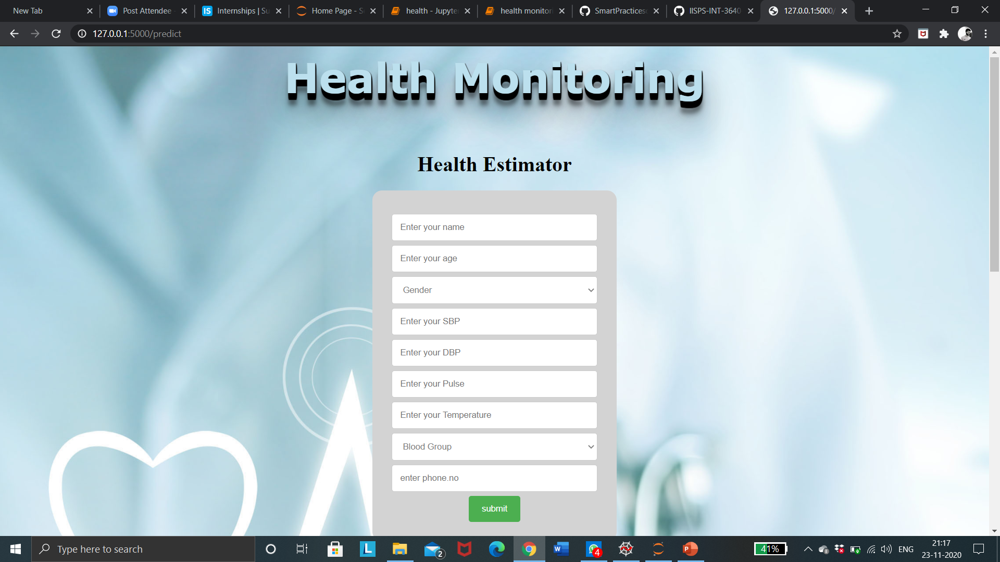 New Tab
Post Attendee -
Internships | Su
Home Page - S
health - Jupyte
health monitori
SmartPractices
IISPS-INT-3640
127.0.0.1:5000/
127.0.0.1:5000/predict
Health Monitoring
Health Estimator
Enter your name
Enter your age
Gender
Enter your SBP
Enter your DBP
Enter your Pulse
Enter your Temperature
Blood Group
enter phone.no
submit
Type here to search
2
4
41%
ENG
21:17
23-11-2020